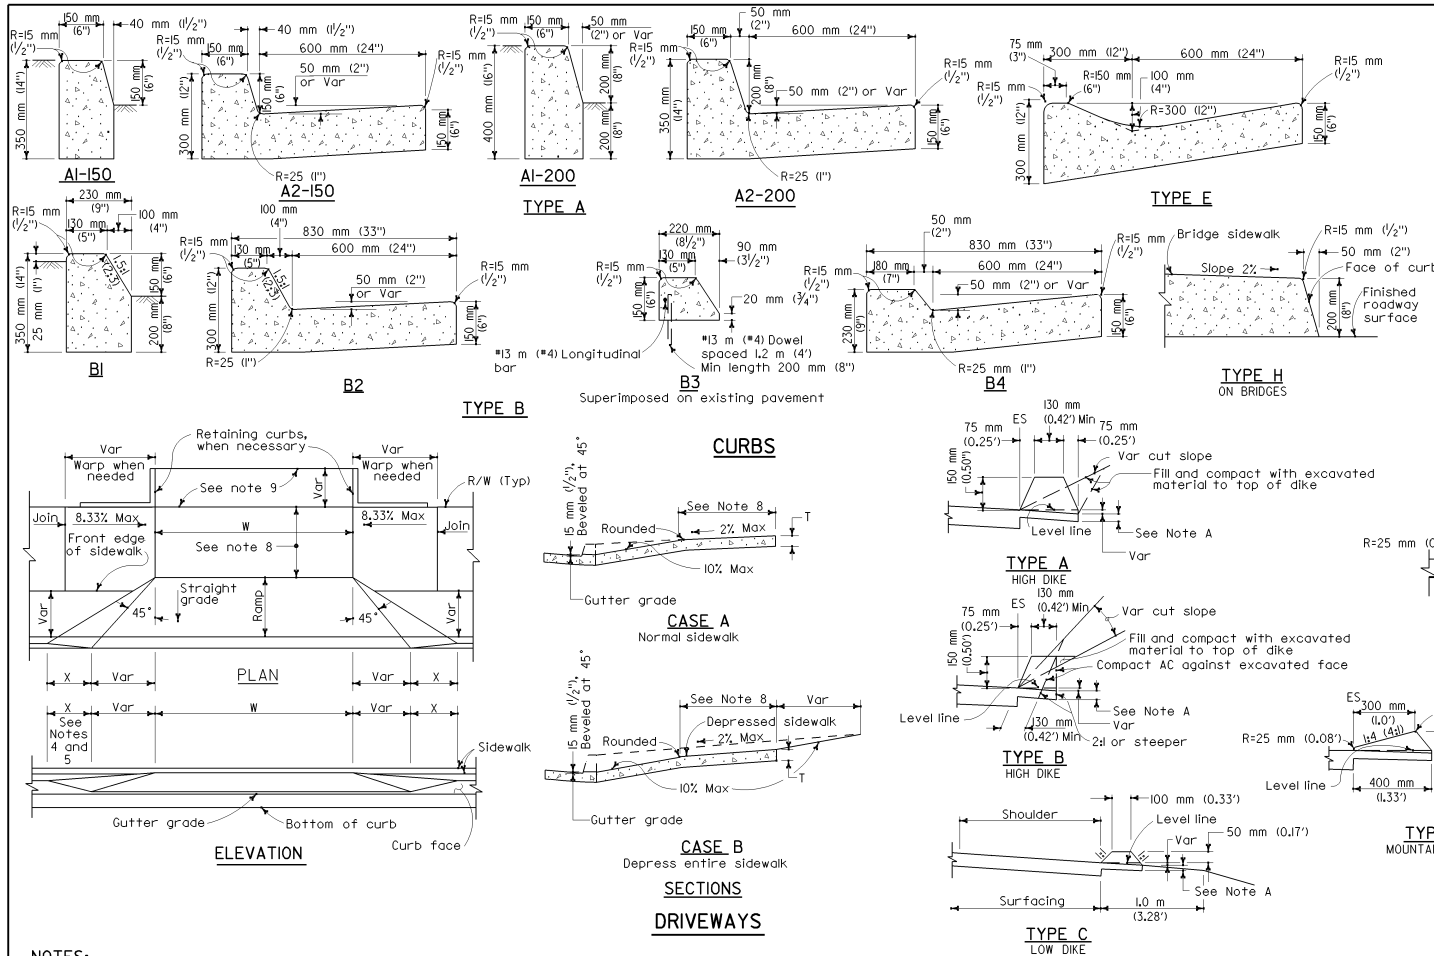 R=15 mm
(1/2")
150 mm
(6")
40 mm (1 1/2")
350 mm (14")
150 mm
(6")
A1-150
R=15 mm
(1/2")
150 mm
(6")
40 mm (1 1/2")
600 mm (24")
50 mm (2")
or Var
R=15 mm
(1/2")
300 mm (12")
150 mm
(6")
150 mm
(6")
R=25 (1")
A2-150
R=15 mm
(1/2")
150 mm
(6")
50 mm
(2") or Var
400 mm (16")
200 mm
(8")
200 mm
(8")
A1-200
TYPE A
R=15 mm
(1/2")
150 mm
(6")
50 mm
(2")
600 mm (24")
50 mm (2") or Var
R=15 mm
(1/2")
350 mm
(14")
200 mm
(8")
150 mm
(6")
R=25 (1")
A2-200
75 mm
(3")
300 mm (12")
600 mm (24")
R=15 mm
(1/2")
R=150 mm
(6")
100 mm
(4")
R=300 (12")
R=15 mm
(1/2")
300 mm (12")
150 mm
(6")
TYPE E
230 mm
(9")
R=15 mm
(1/2")
130 mm
(5")
100 mm
(4")
1.5:1
(2:3)
350 mm (14")
25 mm (1")
150 mm
(6")
200 mm
(8")
B1
R=15 mm
(1/2")
100 mm
(4")
830 mm (33")
130 mm
(5")
600 mm (24")
1.5:1
(2:3)
50 mm (2")
or Var
R=15 mm
(1/2")
300 mm
150 mm
(6")
R=25 (1")
B2
TYPE B
220 mm
(8 1/2")
R=15 mm
(1/2")
130 mm
(5")
90 mm
(3 1/2")
150 mm
(6")
20 mm (3/4")
#13 m (#4) Longitudinal
bar
#13 m (#4) Dowel
spaced 1.2 m (4')
Min length 200 mm (8")
B3
Superimposed on existing pavement
50 mm
(2")
830 mm (33")
R=15 mm
(1/2")
180 mm
(7")
600 mm (24")
50 mm (2") or Var
R=15 mm
(1/2")
230 mm
(9")
150 mm
(6")
R=25 mm (1")
B4
Bridge sidewalk
R=15 mm (1/2")
50 mm (2")
Slope 2%
Face of curb
Finished
roadway
surface
200 mm
(8")
TYPE H
ON BRIDGES
CURBS
Retaining curbs,
when necessary
Var
Warp when
needed
Var
Warp when
needed
See note 9
Var
R/W (Typ)
Join
8.33% Max
8.33% Max
Join
W
Front edge
of sidewalk
See note 8
Straight
grade
Ramp
Var
45°
45°
Var
PLAN
X
Var
Var
X
X
Var
W
Var
X
See
Notes
4 and
5
Sidewalk
Gutter grade
Bottom of curb
Curb face
ELEVATION
15 mm (1/2"),
Beveled at 45°
See Note 8
Rounded
2% Max
T
10% Max
Gutter grade
CASE A
Normal sidewalk
15 mm (1/2"),
Beveled at 45°
See Note 8
Var
Depressed sidewalk
Rounded
2% Max
10% Max
T
Gutter grade
CASE B
Depress entire sidewalk
SECTIONS
DRIVEWAYS
130 mm
(0.42') Min
ES
75 mm
(0.25')
75 mm
(0.25')
Var cut slope
150 mm
(0.50")
Fill and compact with excavated
material to top of dike
Level line
See Note A
Var
TYPE A
HIGH DIKE
ES
130 mm
(0.42') Min
75 mm
(0.25')
Var cut slope
150 mm
(0.50')
Fill and compact with excavated
material to top of dike
Compact AC against excavated face
Level line
See Note A
Var
130 mm
(0.42') Min
2:1 or steeper
TYPE B
HIGH DIKE
100 mm (0.33')
Shoulder
Level line
Var
50 mm (0.17')
See Note A
Surfacing
1.0 m
(3.28')
TYPE C
LOW DIKE
R=25 mm (0
ES
300 mm
(1.0')
1:4 (4:1)
R=25 mm (0.08')
Level line
400 mm
(1.33')
TYP
MOUNTA
NOTES: